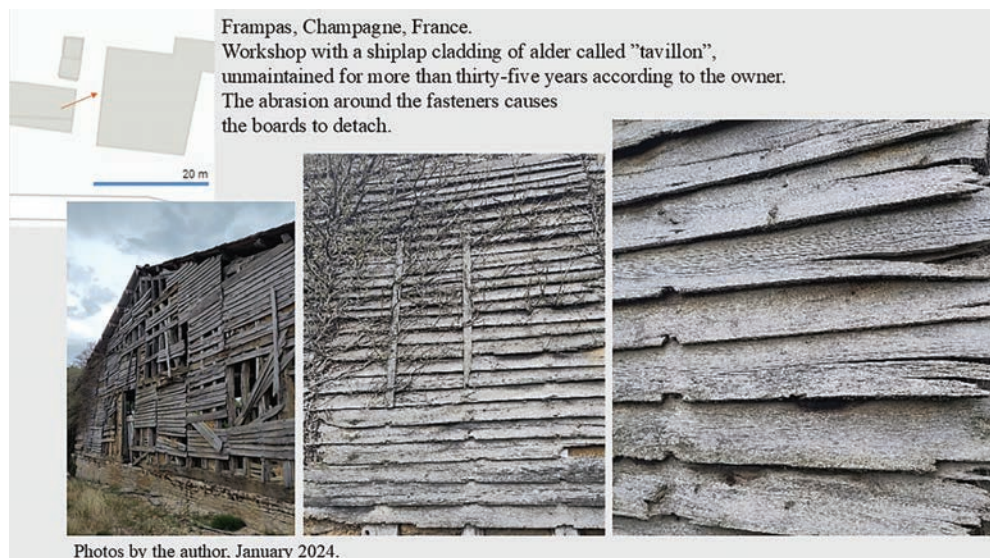 Frampas, Champagne, France.
Workshop with a shiplap cladding of alder called ”tavillon”,
unmaintained for more than thirty-five years according to the owner.
The abrasion around the fasteners causes
the boards to detach.
20 m
Photos by the author, January 2024.